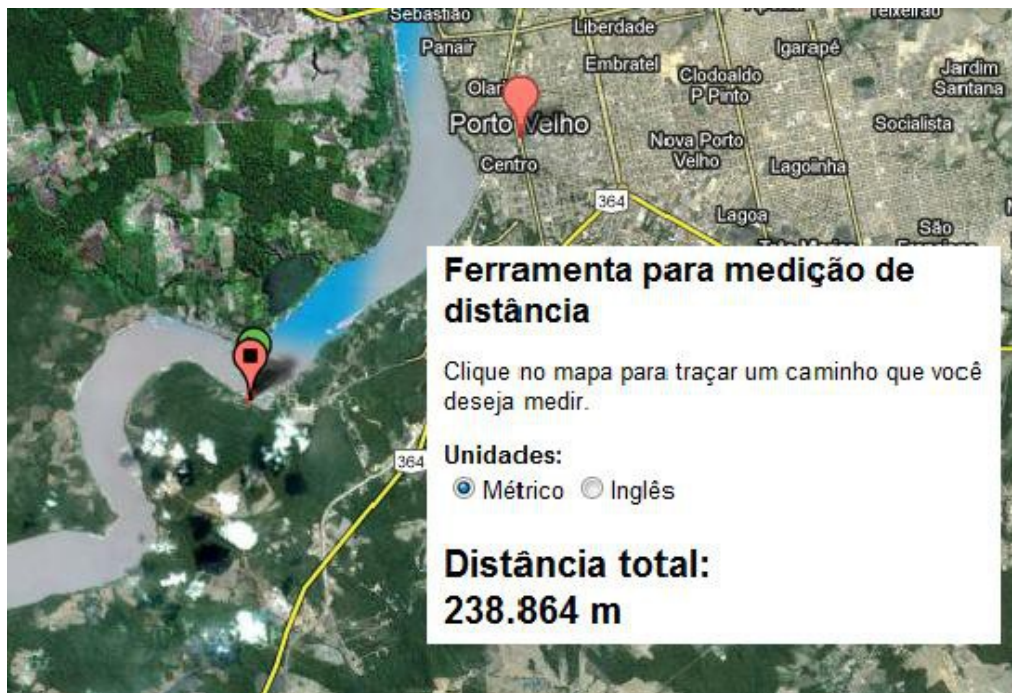 Sebastião
Teixeirão
Liberdade
Panair
Igarapé
Embratel
Jardim
Santana
Clodoaldo
P Pinto
Olari
Porto Velho
Socialista
Nova Porto
Velho
Centro
Lagoinha
364
Lagoa
São
Ferramenta para medição de
distância
Clique no mapa para traçar um caminho que você
deseja medir.
364
Unidades:
Métrico Inglês
Distância total:
238.864 m